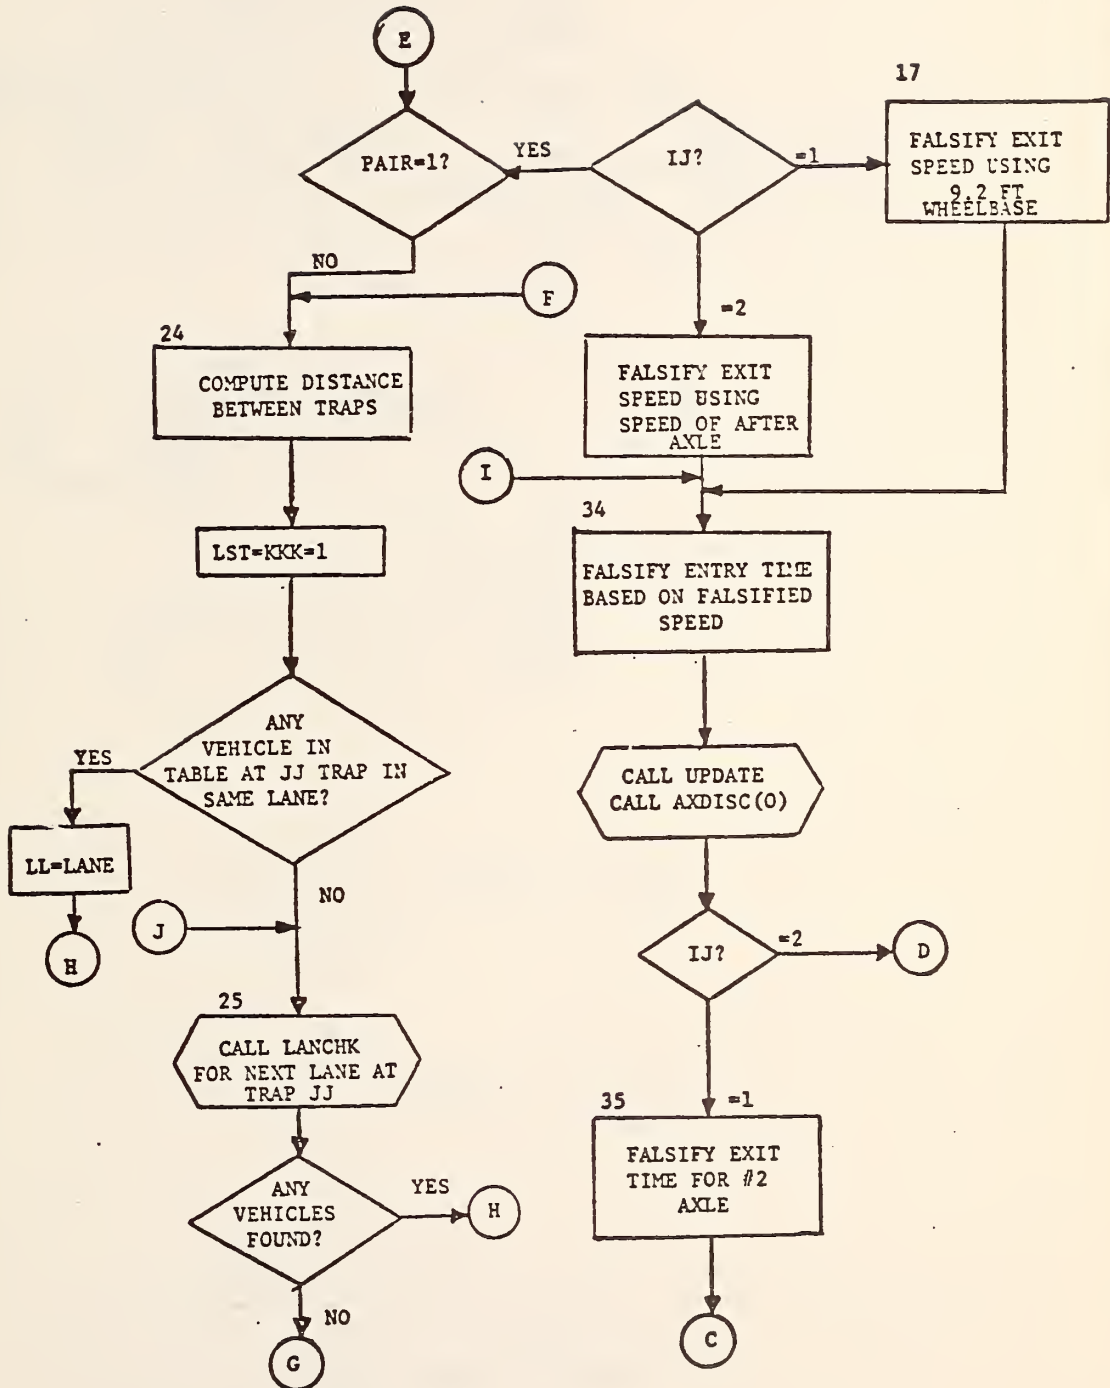 E
PAIR=1?
YES
IJ?
=1
17
FALSIFY EXIT
SPEED USING
9.2 FT
WHEELBASE
NO
F
=2
24
COMPUTE DISTANCE
BETWEEN TRAPS
FALSIFY EXIT
SPEED USING
SPEED OF AFTER
AXLE
I
LST=KKK=1
34
FALSIFY ENTRY TIME
BASED ON FALSIFIED
SPEED
ANY
VEHICLE IN
TABLE AT JJ TRAP IN
SAME LANE?
YES
LL=LANE
H
NO
J
CALL UPDATE
CALL AXDISC(0)
IJ?
=2
D
25
CALL LANCHK
FOR NEXT LANE AT
TRAP JJ
=1
35
FALSIFY EXIT
TIME FOR #2
AXLE
ANY
VEHICLES
FOUND?
YES
H
NO
G
C